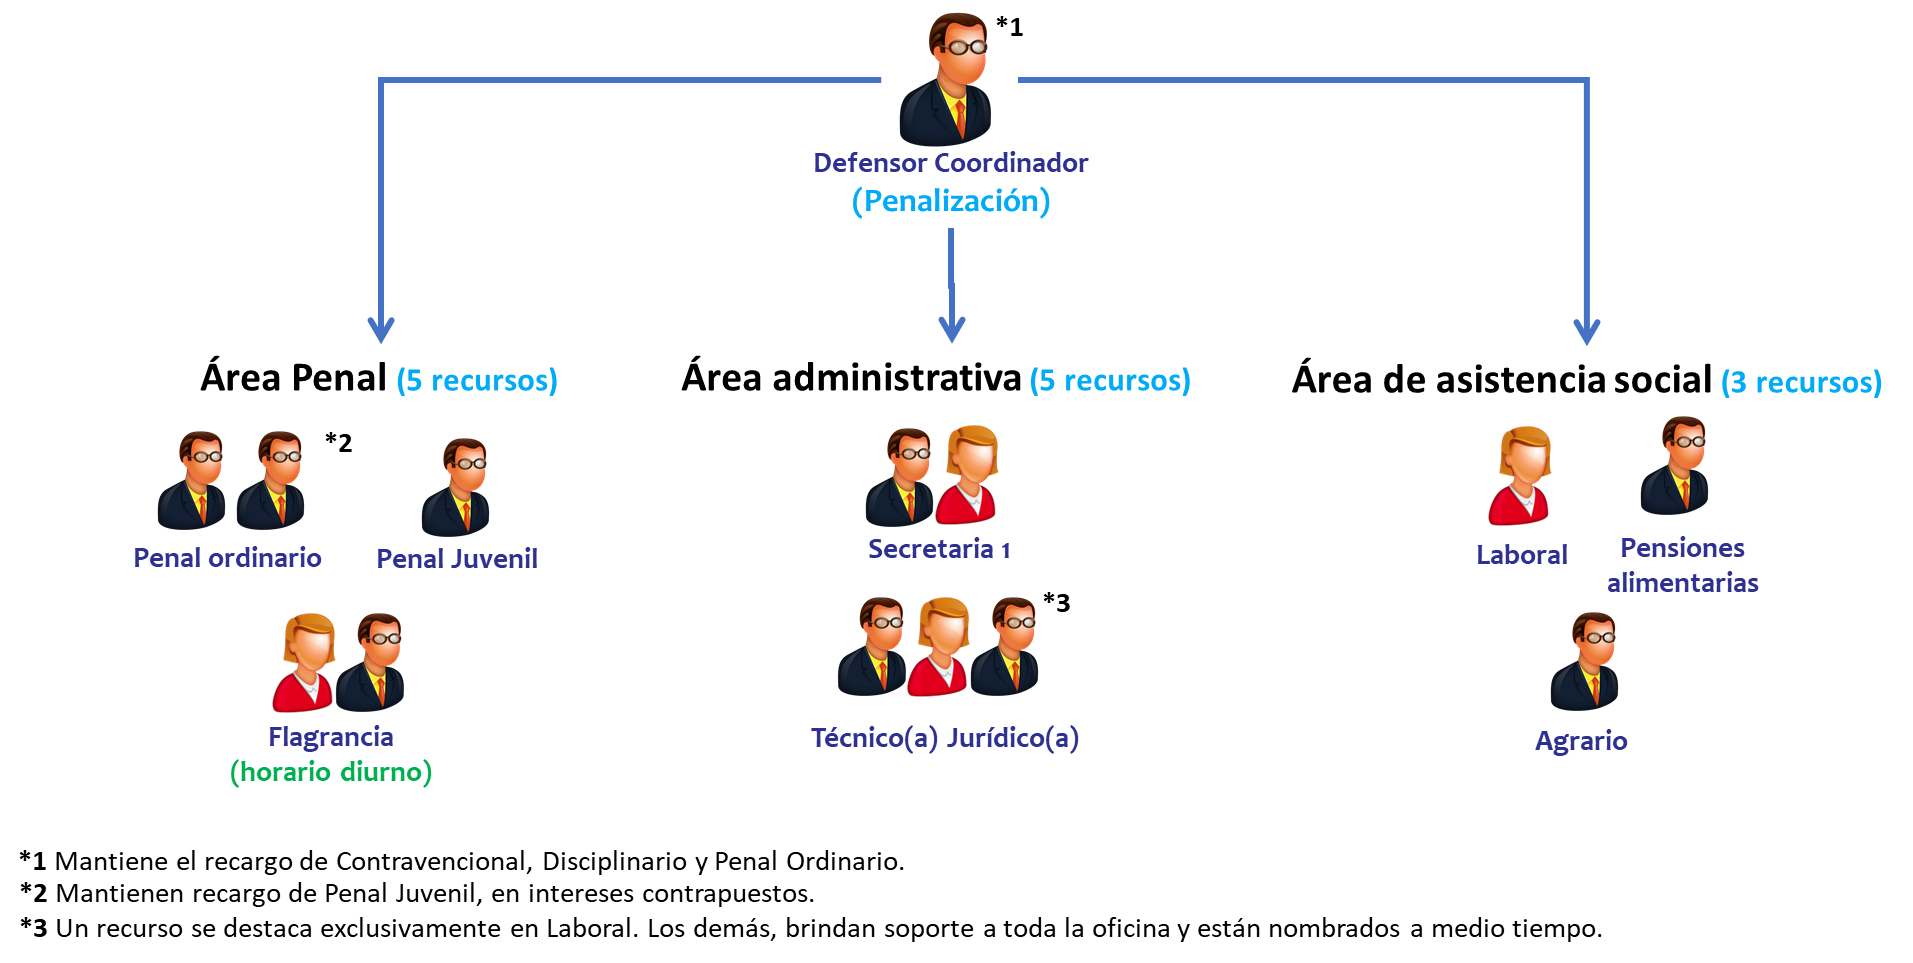 *1
Defensor Coordinador
(Penalización)
Área Penal (5 recursos)
*2
Penal ordinario
Penal Juvenil
Flagrancia
(horario diurno)
Área administrativa (5 recursos)
Secretaria 1
*3
Técnico(a) Jurídico(a)
Área de asistencia social (3 recursos)
Laboral
Pensiones
alimentarias
Agrario
*1 Mantiene el recargo de Contravencional, Disciplinario y Penal Ordinario.
*2 Mantienen recargo de Penal Juvenil, en intereses contrapuestos.
*3 Un recurso se destaca exclusivamente en Laboral. Los demás, brindan soporte a toda la oficina y están nombrados a medio tiempo.